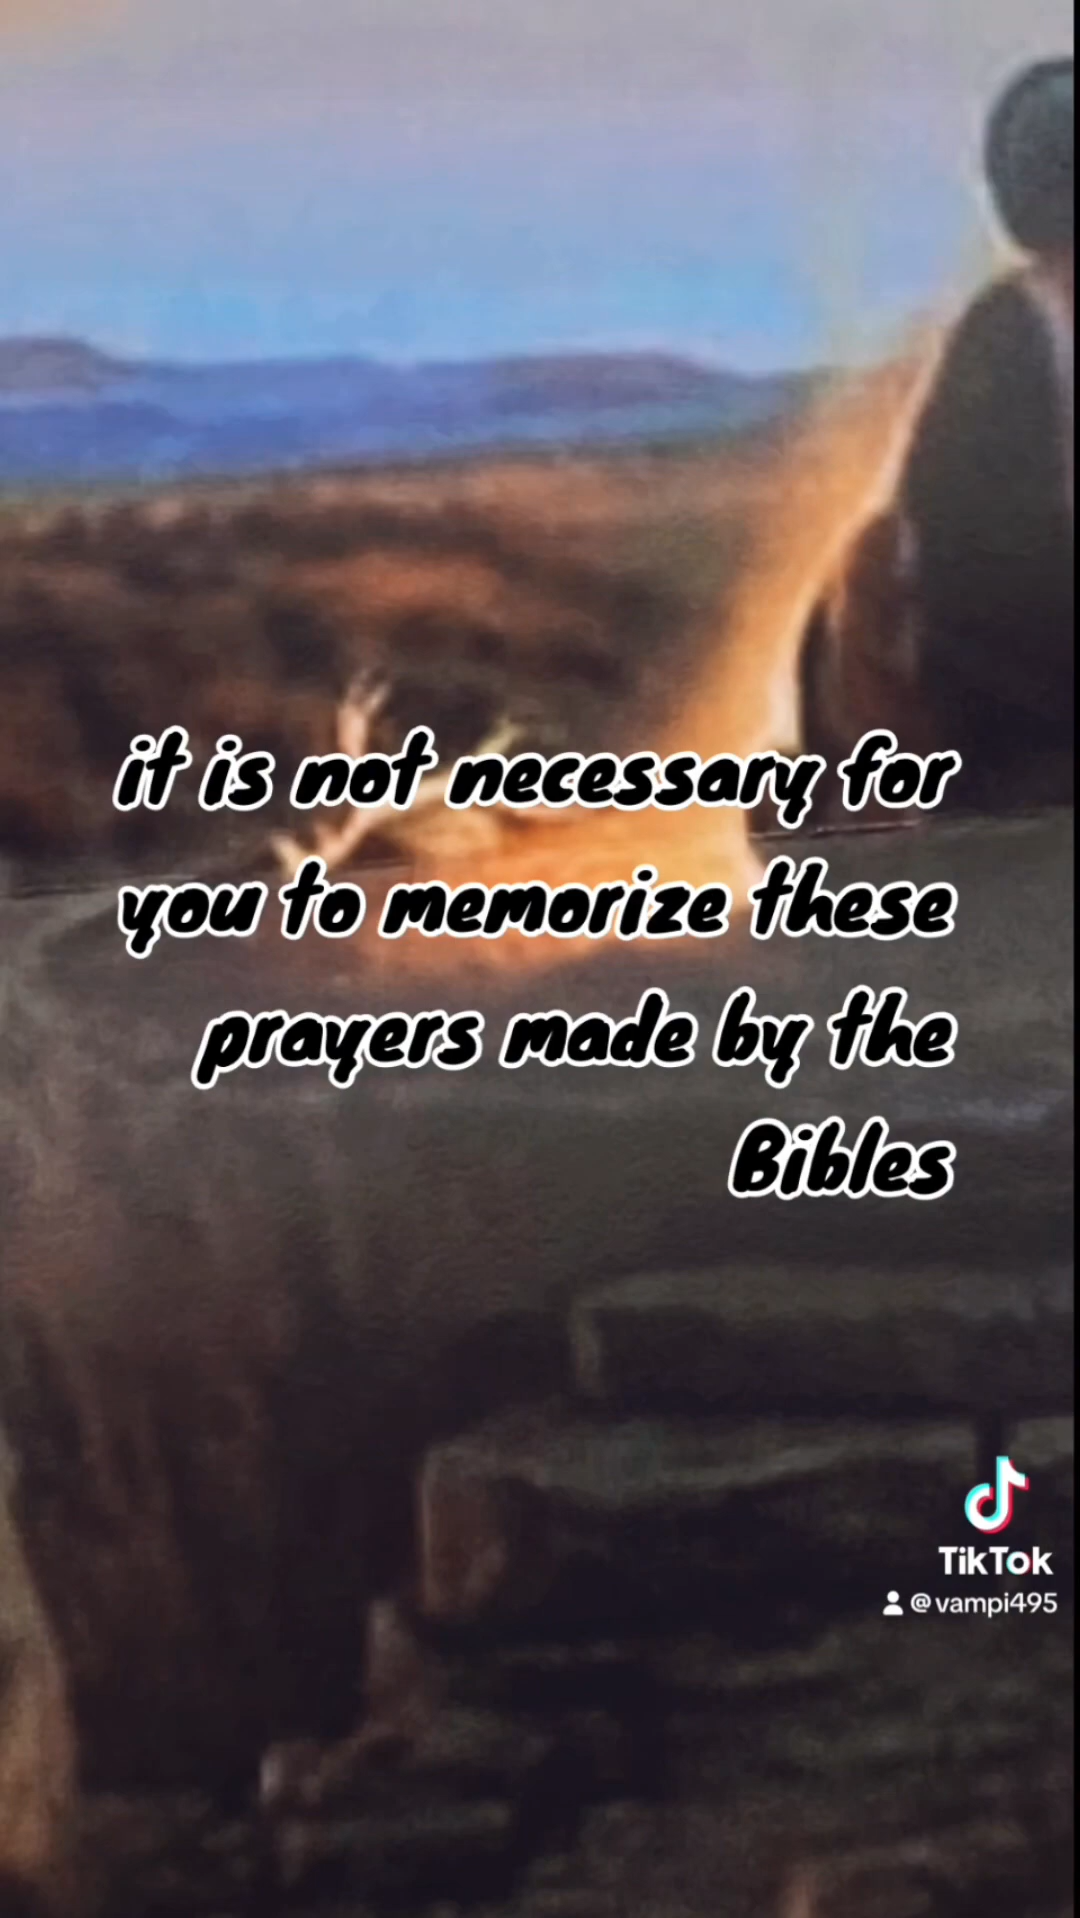 it is not necessary for
you to memorize these
prayers made by the
Bibles
TikTok
@vampi495